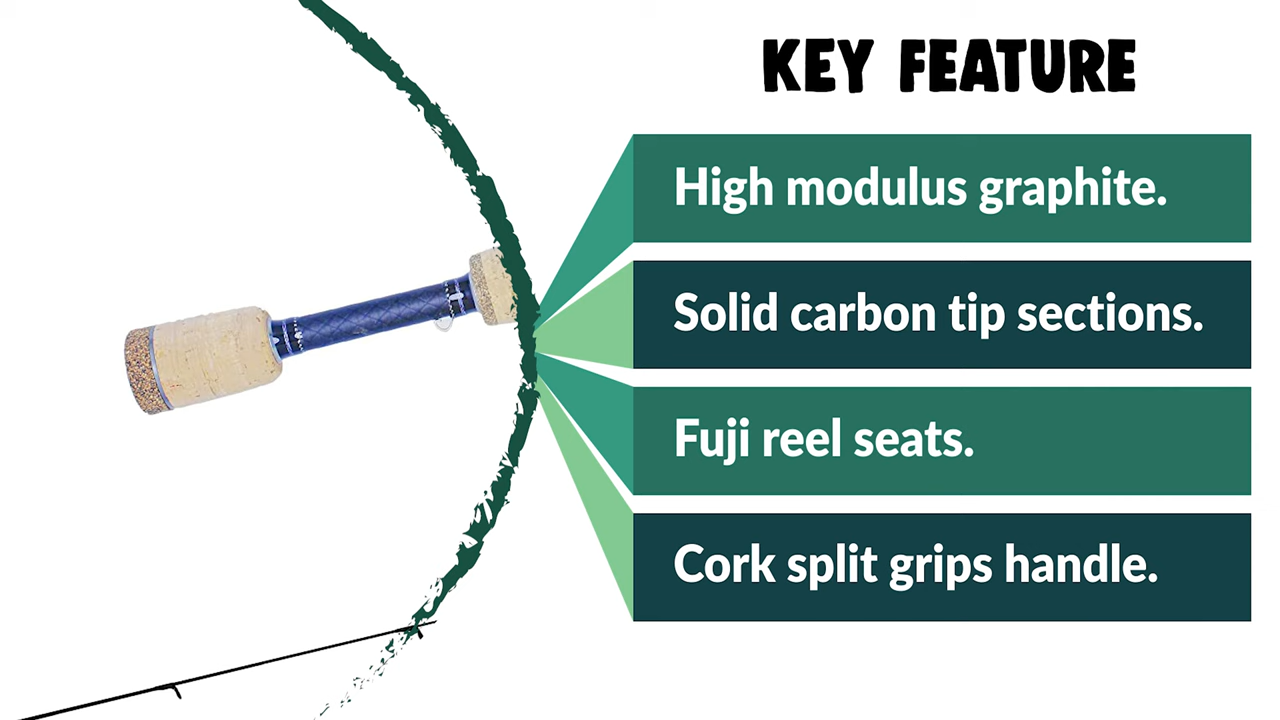 KEY FEATURE
High modulus graphite.
Solid carbon tip sections.
Fuji reel seats.
Cork split grips handle.